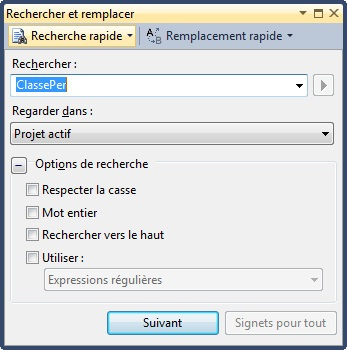 Rechercher et remplacer
Recherche rapide Remplacement rapide
Rechercher :
ClassePer
Regarder dans :
Projet actif
Options de recherche
Respecter la casse
Mot entier
Rechercher vers le haut
Utiliser :
Expressions régulières
Suivant Signets pour tout